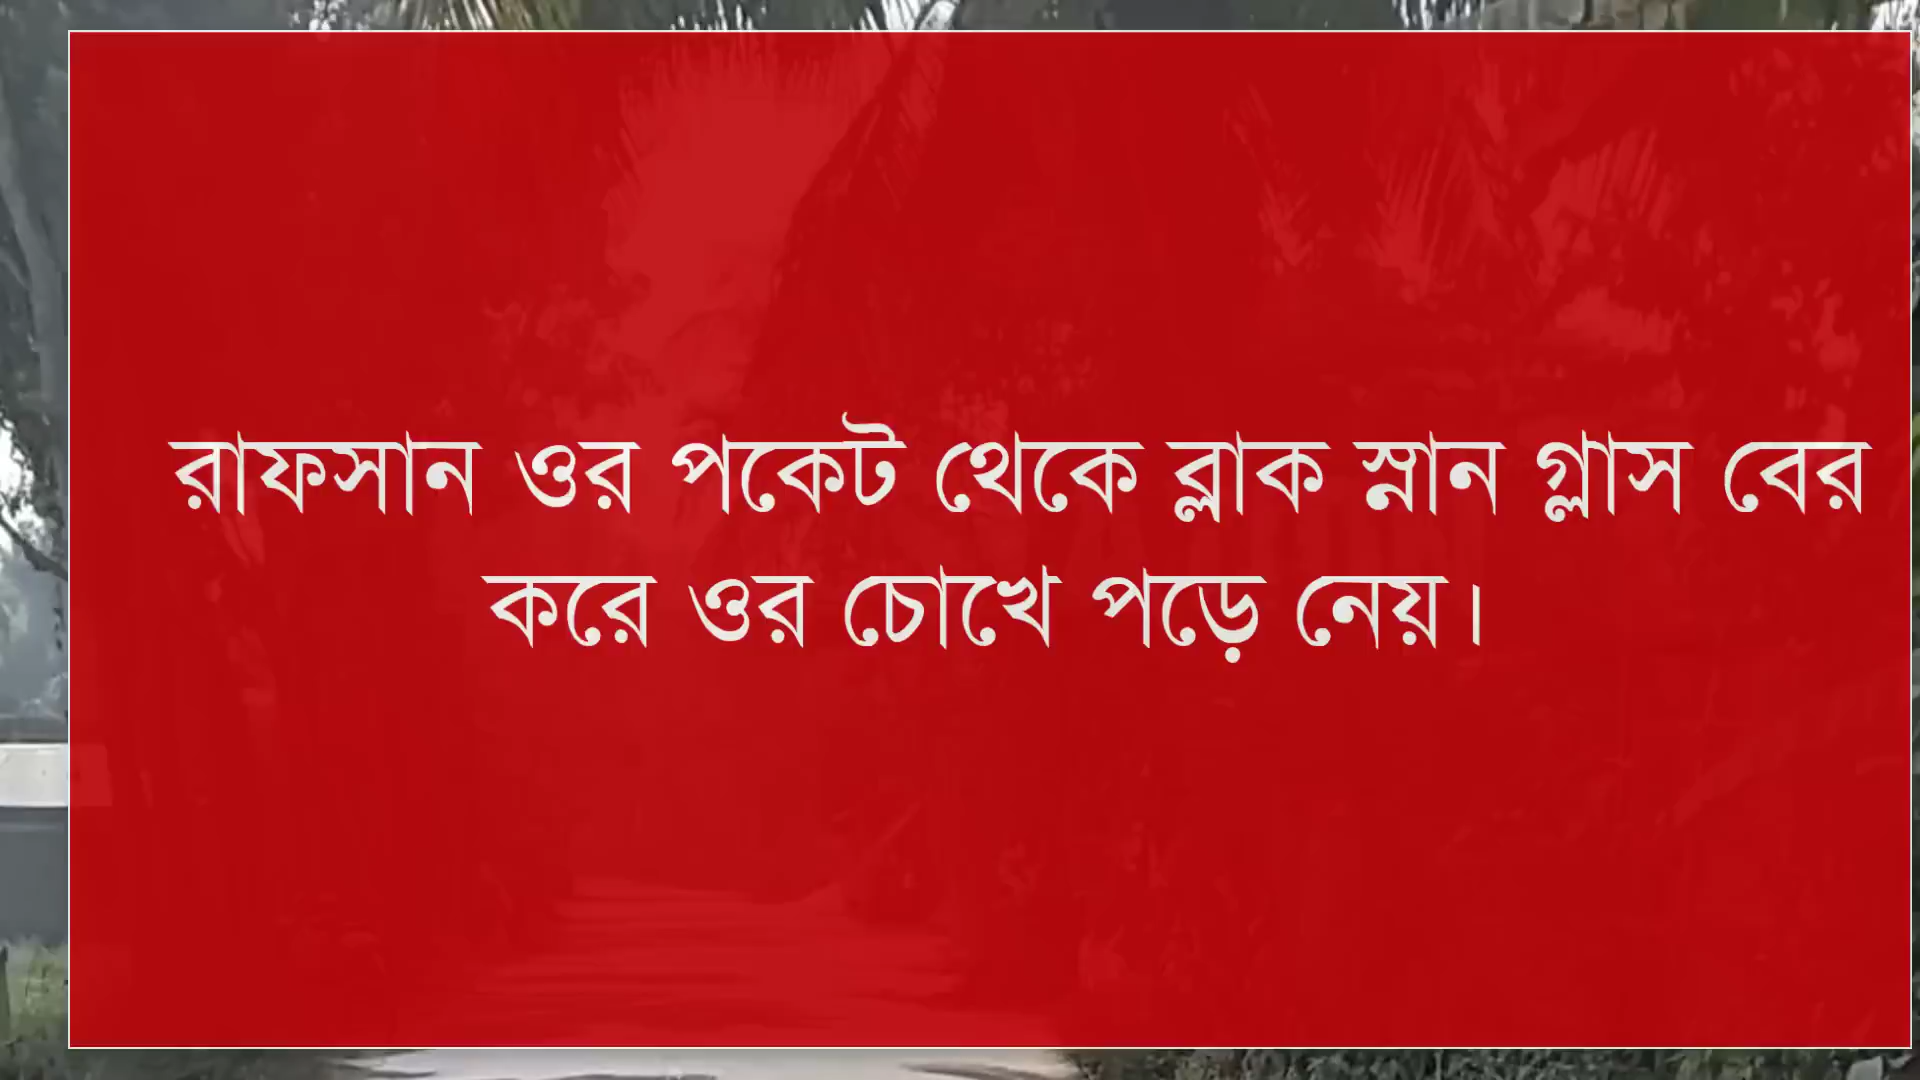 রাফসান ওর পকেট থেকে ব্লাক স্নান গ্লাস বের
করে ওর চোখে পড়ে নেয়।